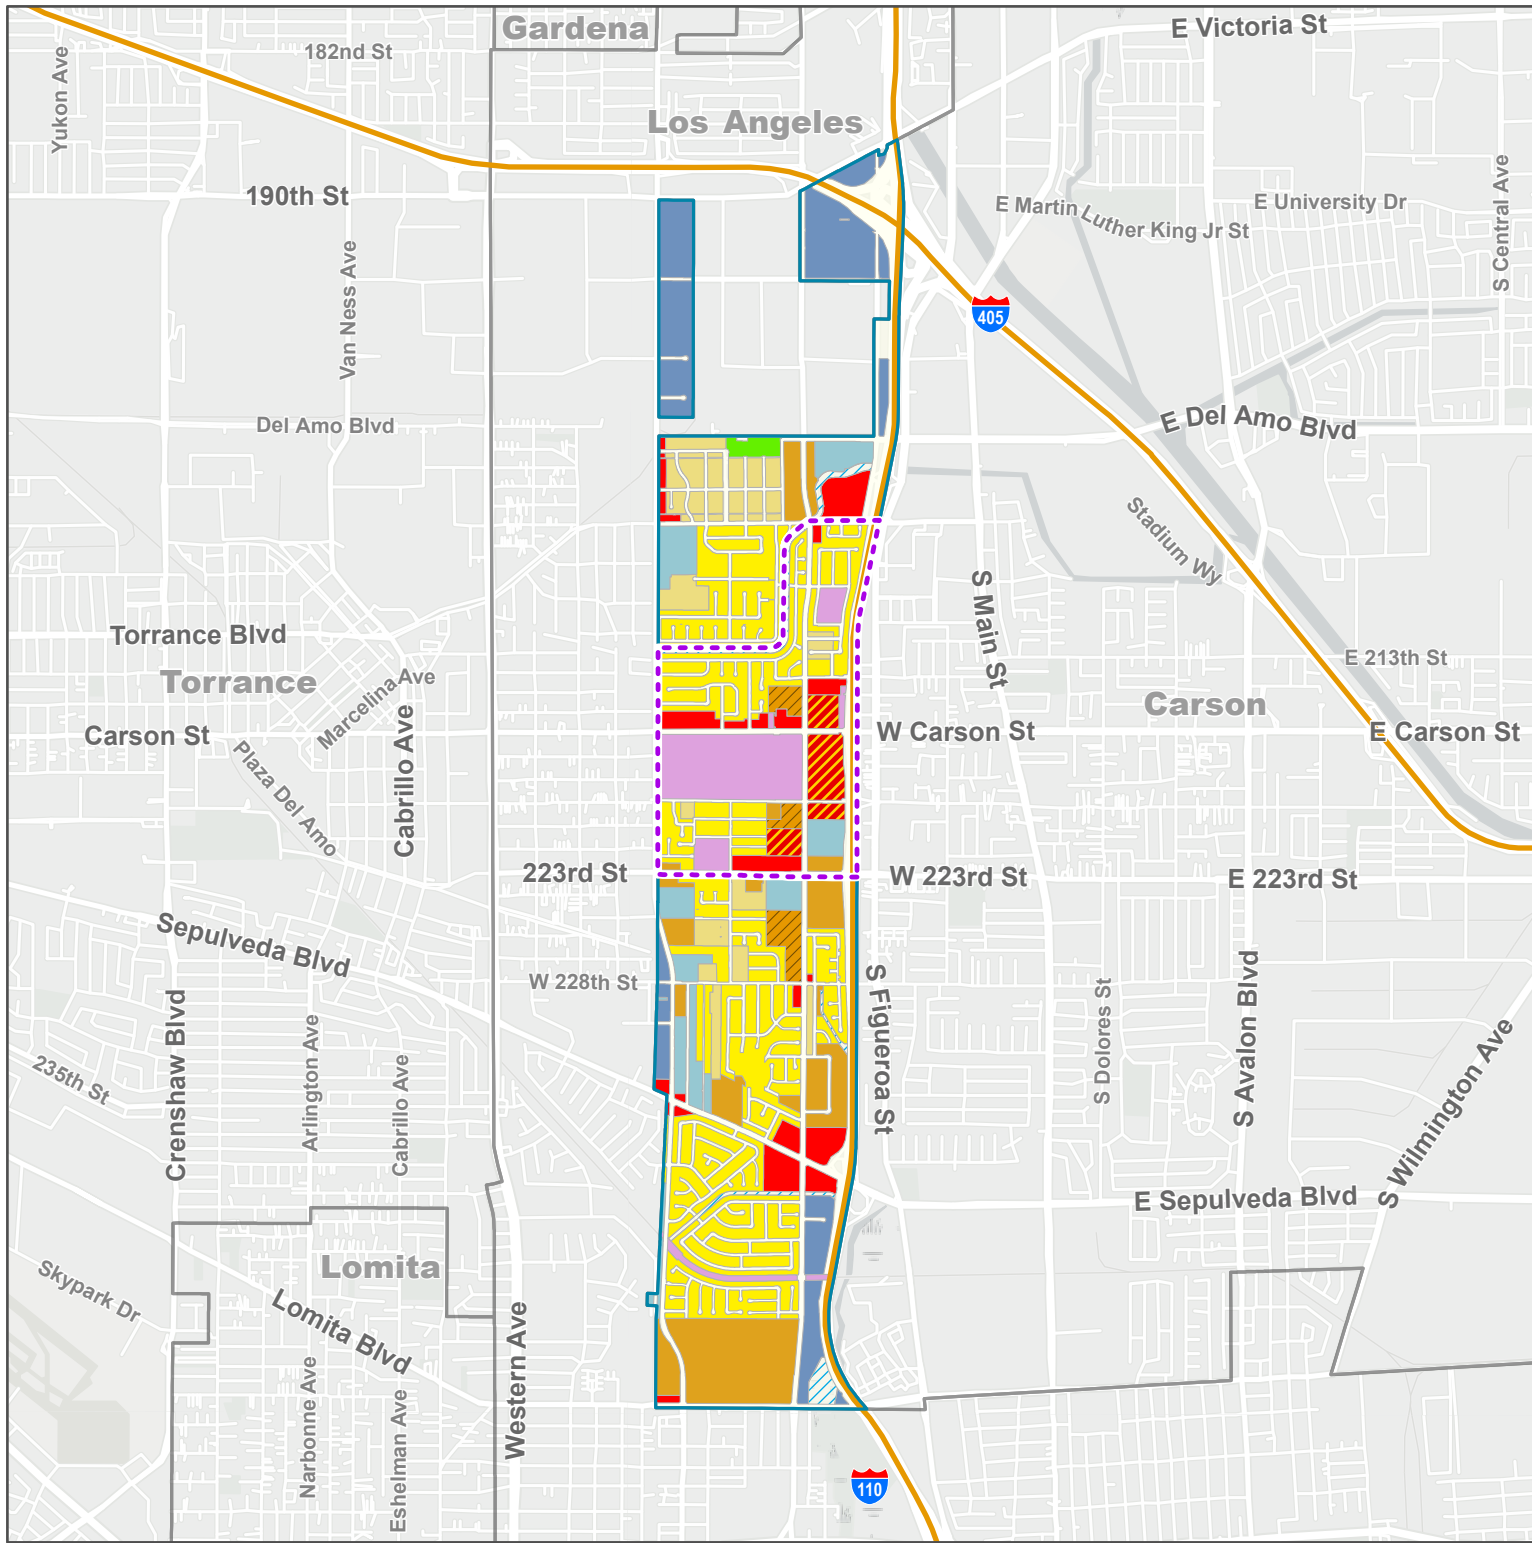 Gardena
E Victoria St
182nd St
Yukon Ave
Los Angeles
190th St
E Martin Luther King Jr St
E University Dr
S Central Ave
Van Ness Ave
405
Del Amo Blvd
E Del Amo Blvd
Stadium Wy
S Main St
Torrance Blvd
Torrance
Marcelina Ave
E 213th St
Carson
Carson St
W Carson St
E Carson St
Plaza Del Amo
Cabrillo Ave
223rd St
W 223rd St
E 223rd St
Sepulveda Blvd
W 228th St
S Figueroa St
S Dolores St
S Avalon Blvd
S Wilmington Ave
Crenshaw Blvd
235th St
Arlington Ave
Cabrillo Ave
E Sepulveda Blvd
Lomita
Skypark Dr
Lomita Blvd
Western Ave
Narbonne Ave
Eshelman Ave
110